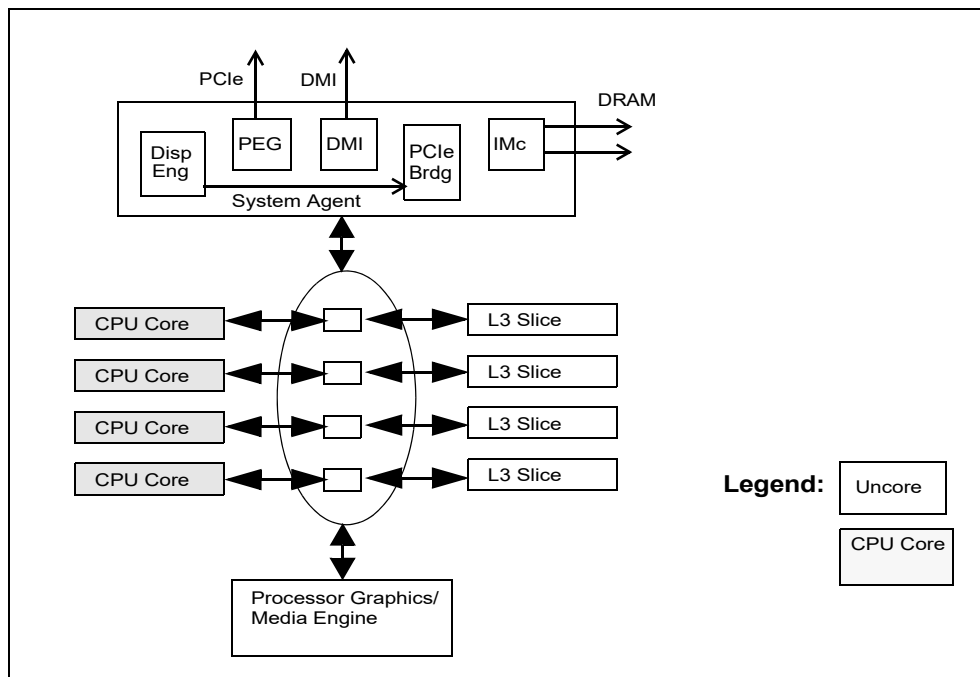 PCIe
DMI
DRAM
Disp
Eng
PEG
DMI
PCIe
Brdg
IMc
System Agent
CPU Core
L3 Slice
CPU Core
L3 Slice
CPU Core
L3 Slice
CPU Core
L3 Slice
Legend:
Uncore
CPU Core
Processor Graphics/
Media Engine